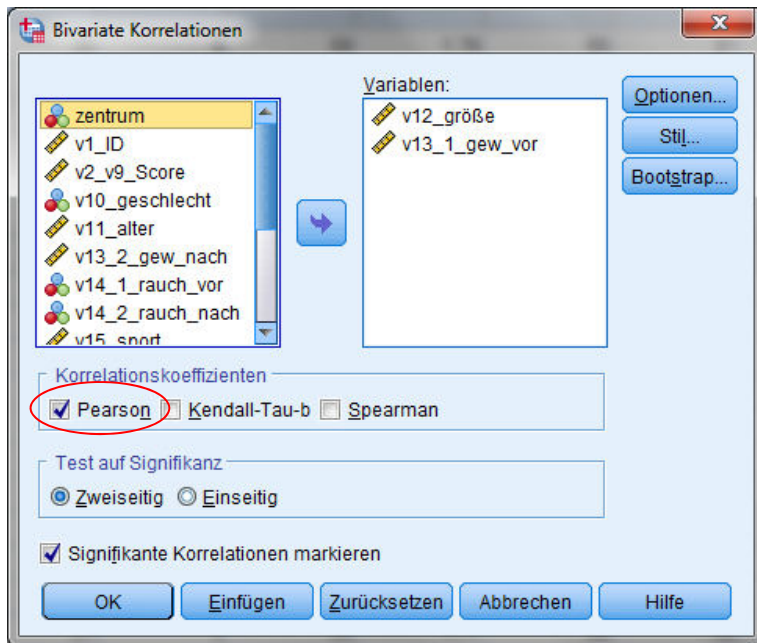 Bivariate Korrelationen
Variablen:
zentrum
v1_ID
v2_v9_Score
v10_geschlecht
v11_alter
v13_2_gew_nach
v14_1_rauch_vor
v14_2_rauch_nach
v15_sport
v12_größe
v13_1_gew_vor
Optionen...
Stil...
Bootstrap...
Korrelationskoeffizienten
Pearson Kendall-Tau-b Spearman
Test auf Signifikanz
Zweiseitig Einseitig
Signifikante Korrelationen markieren
OK Einfügen Zurücksetzen Abbrechen Hilfe